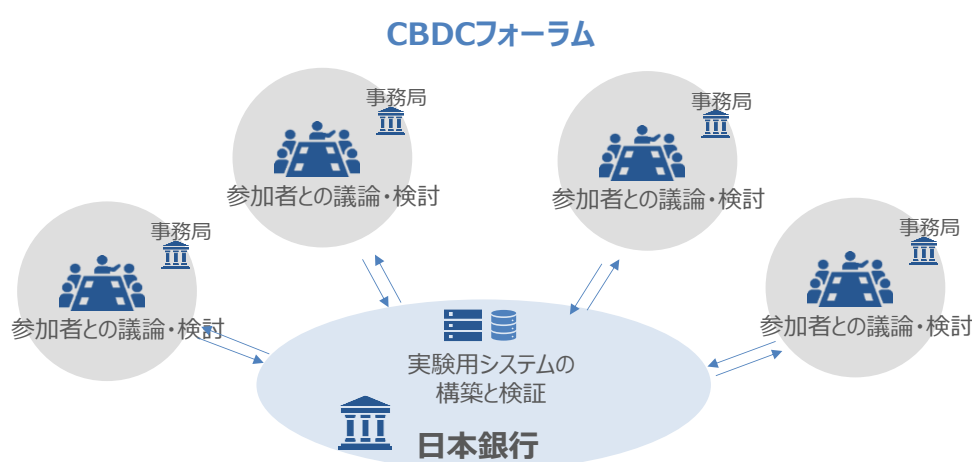 CBDCフォーラム
事務局
参加者との議論・検討
事務局
参加者との議論・検討
事務局
参加者との議論・検討
事務局
参加者との議論・検討
実験用システムの
構築と検証
日本銀行